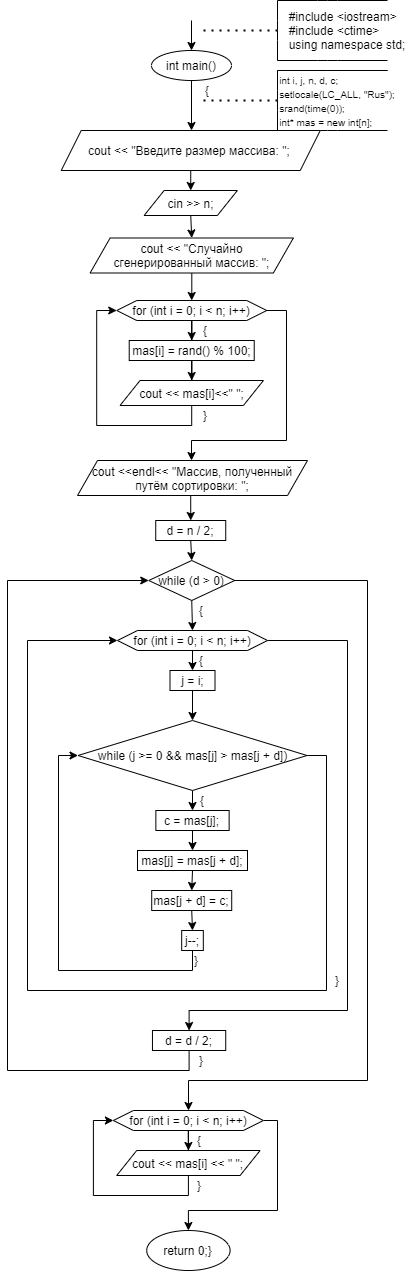 #include <iostream>
#include <ctime>
using namespace std;
int main()
{
int i, j, n, d, c;
setlocale(LC_ALL, "Rus");
srand(time(0));
int* mas = new int[n];
cout << "Введите размер массива: ";
cin >> n;
cout << "Случайно
сгенерированный массив: ";
for (int i = 0; i < n; i++)
{
mas[i] = rand() % 100;
cout << mas[i]<<" ";
}
cout <<endl<< "Массив, полученный
путём сортировки: ";
d = n / 2;
while (d > 0)
{
for (int i = 0; i < n; i++)
{
j = i;
while (j >= 0 && mas[j] > mas[j + d])
{
c = mas[j];
mas[j] = mas[j + d];
mas[j + d] = c;
j--;
}
}
d = d / 2;
}
for (int i = 0; i < n; i++)
{
cout << mas[i] << " ";
}
return 0;}